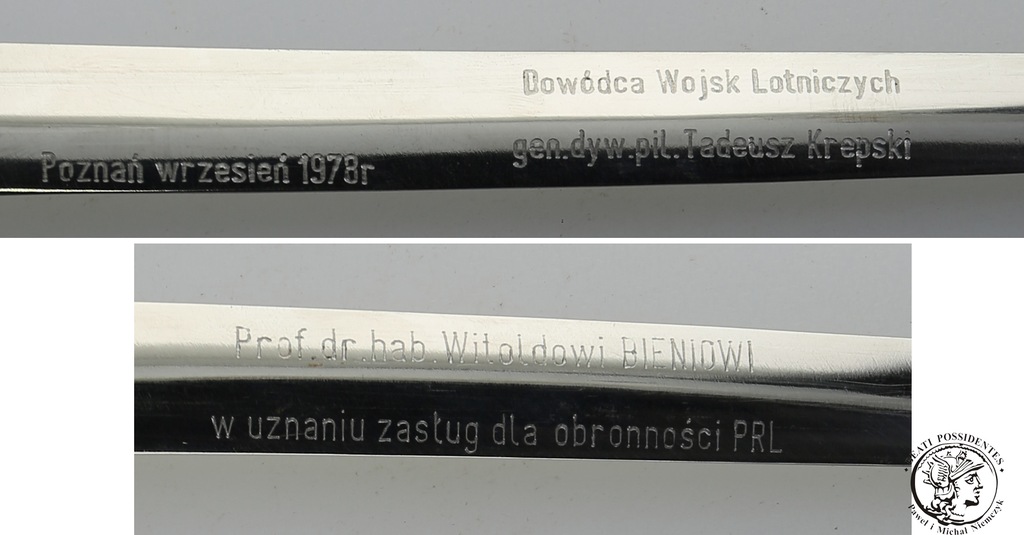 Dowódca Wojsk Lotniczych
gen.dyw.pil.Tadeusz Krepski
Poznań wrzesień 1978r
Prof.dr.hab.Witoldowi BIENIOWI
w uznaniu zasług dla obronności PRL
BEATI POSSIDENTES
Paweł i Michał Niemczyk